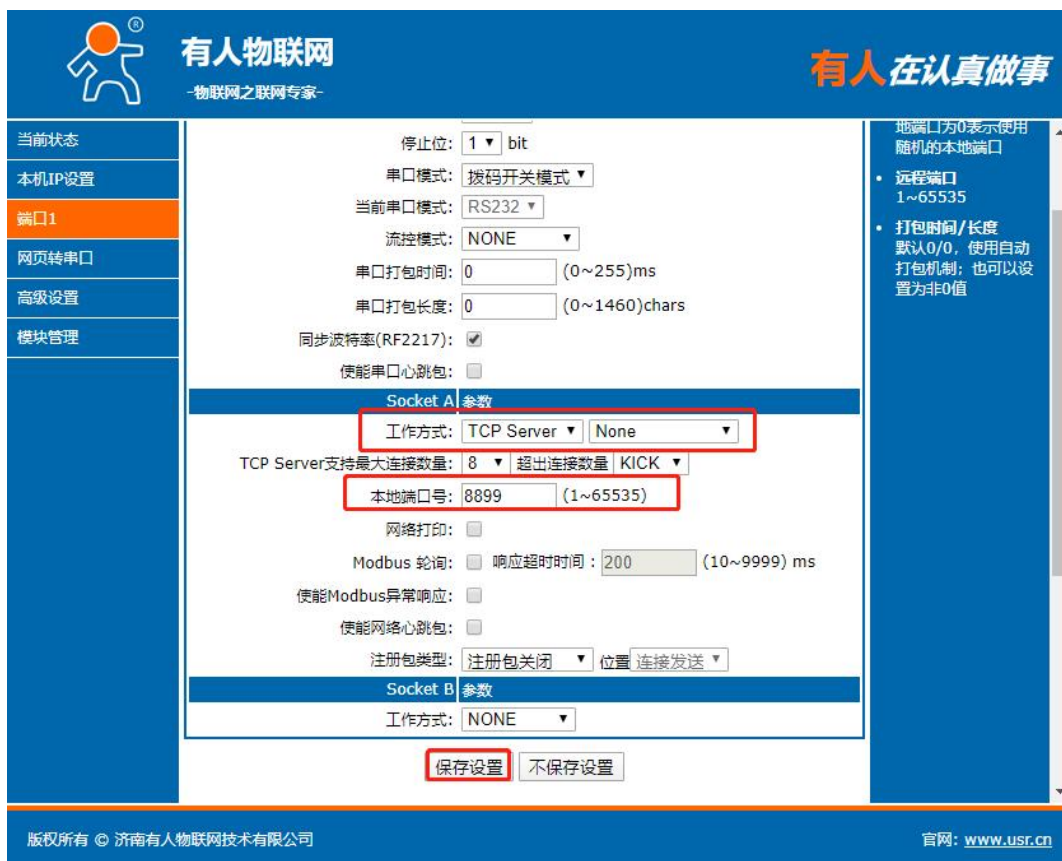 ®
有人物联网
-物联网之联网专家-
有人在认真做事
当前状态
本机IP设置
端口1
网页转串口
高级设置
模块管理
停止位: 1 bit
串口模式: 拨码开关模式
当前串口模式: RS232
流控模式: NONE
串口打包时间: 0 (0~255)ms
串口打包长度: 0 (0~1460)chars
同步波特率(RF2217):
使能串口心跳包:
Socket A 参数
工作方式: TCP Server None
TCP Server支持最大连接数量: 8 超出连接数量 KICK
本地端口号: 8899 (1~65535)
网络打印:
Modbus 轮询: 响应超时时间：200 (10~9999) ms
使能Modbus异常响应:
使能网络心跳包:
注册包类型: 注册包关闭 位置 连接发送
Socket B 参数
工作方式: NONE
保存设置 不保存设置
地端口为0表示使用
随机的本地端口
• 远程端口
1~65535
• 打包时间/长度
默认0/0，使用自动
打包机制；也可以设
置为非0值
版权所有 © 济南有人物联网技术有限公司
官网: www.usr.cn